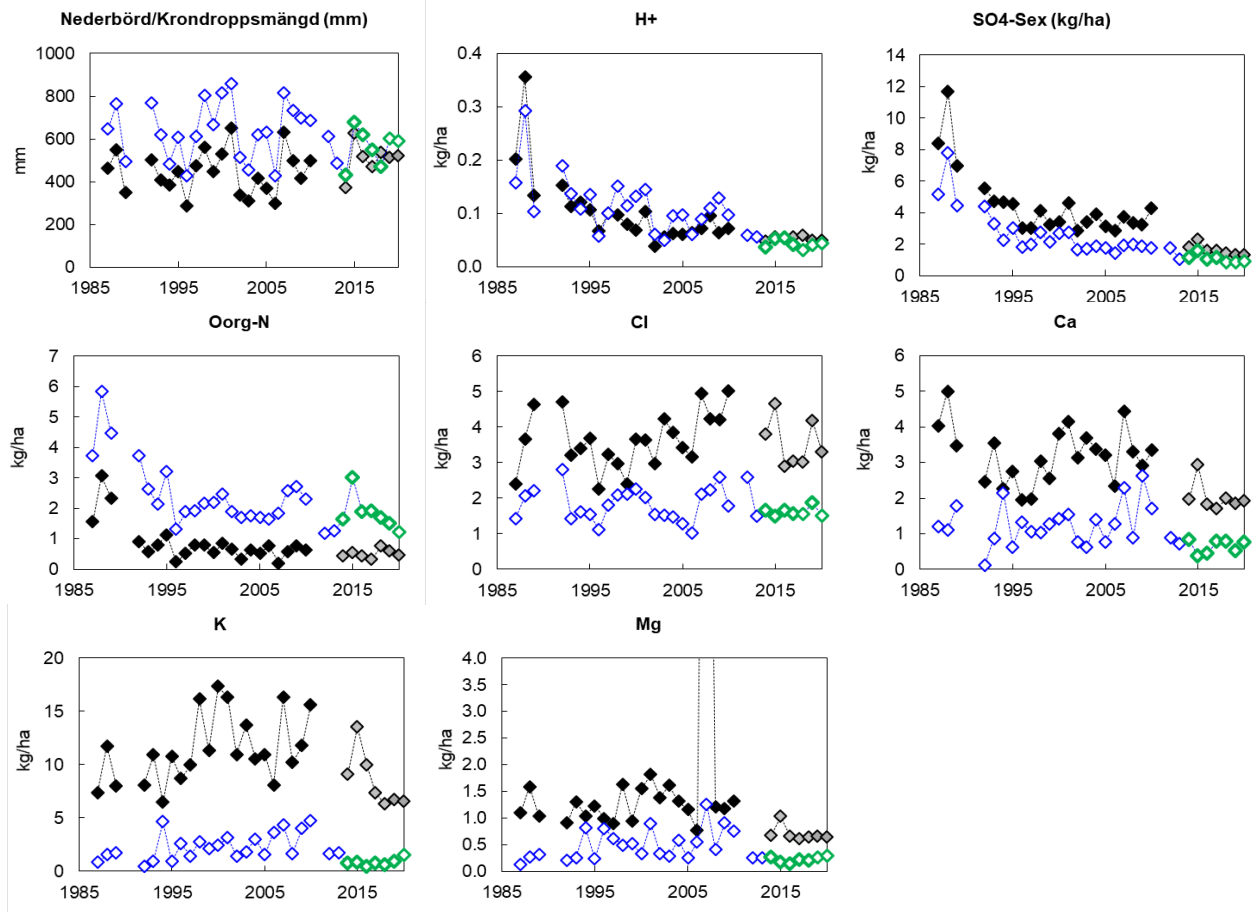 Nederbörd/Krondroppsmängd (mm)
1000
800
600
400
200
0
mm
1985 1995 2005 2015
H+
0.4
0.3
0.2
0.1
0.0
kg/ha
1985 1995 2005 2015
SO4-Sex (kg/ha)
14
12
10
8
6
4
2
0
kg/ha
1985 1995 2005 2015
Oorg-N
7
6
5
4
3
2
1
0
kg/ha
1985 1995 2005 2015
Cl
6
5
4
3
2
1
0
kg/ha
1985 1995 2005 2015
Ca
6
5
4
3
2
1
0
kg/ha
1985 1995 2005 2015
K
20
15
10
5
0
kg/ha
1985 1995 2005 2015
Mg
4.0
3.5
3.0
2.5
2.0
1.5
1.0
0.5
0.0
kg/ha
1985 1995 2005 2015